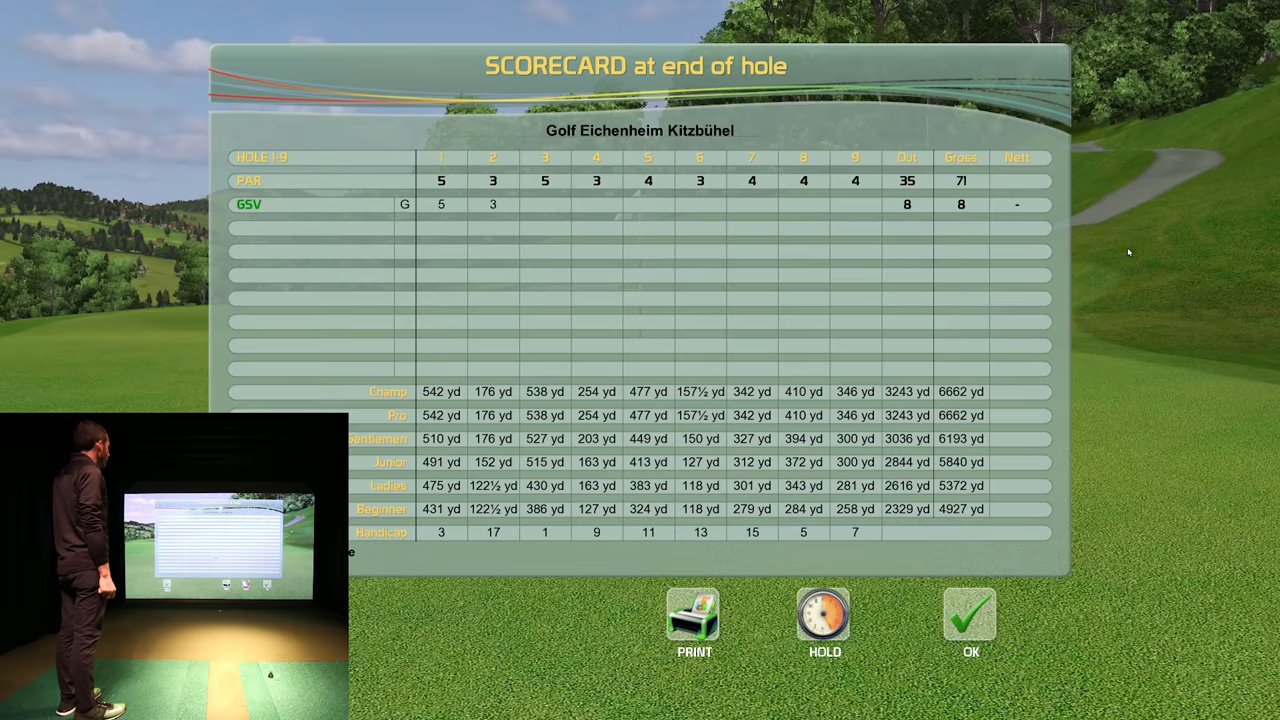 SCORECARD at end of hole
Golf Eichenheim Kitzbühel
HOLE 1-9 1 2 3 4 5 6 7 8 9 Out Gross Nett
PAR 5 3 5 3 4 3 4 4 4 35 71
GSV G 5 3 8 8 -
Champ 542 yd 176 yd 538 yd 254 yd 477 yd 157½ yd 342 yd 410 yd 346 yd 3243 yd 6662 yd
Pro 542 yd 176 yd 538 yd 254 yd 477 yd 157½ yd 342 yd 410 yd 346 yd 3243 yd 6662 yd
entlemen 510 yd 176 yd 527 yd 203 yd 449 yd 150 yd 327 yd 394 yd 300 yd 3036 yd 6193 yd
Junior 491 yd 152 yd 515 yd 163 yd 413 yd 127 yd 312 yd 372 yd 300 yd 2844 yd 5840 yd
Ladies 475 yd 122½ yd 430 yd 163 yd 383 yd 118 yd 301 yd 343 yd 281 yd 2616 yd 5372 yd
Beginner 431 yd 122½ yd 386 yd 127 yd 324 yd 118 yd 279 yd 284 yd 258 yd 2329 yd 4927 yd
Handicap 3 17 1 9 11 13 15 5 7
e
PRINT HOLD OK